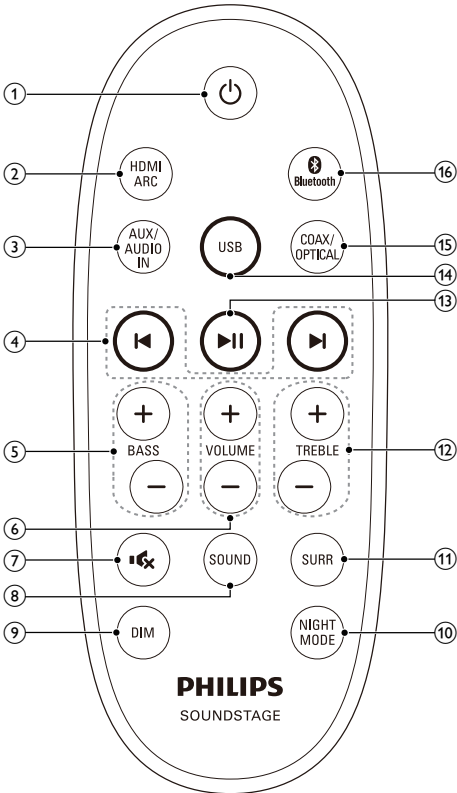 1
2
HDMI
ARC
Bluetooth
16
3
AUX/
AUDIO
IN
USB
COAX/
OPTICAL
15
14
13
4
5
BASS
VOLUME
TREBLE
12
6
7
SOUND
SURR
11
8
9
DIM
NIGHT
MODE
10
PHILIPS
SOUNDSTAGE